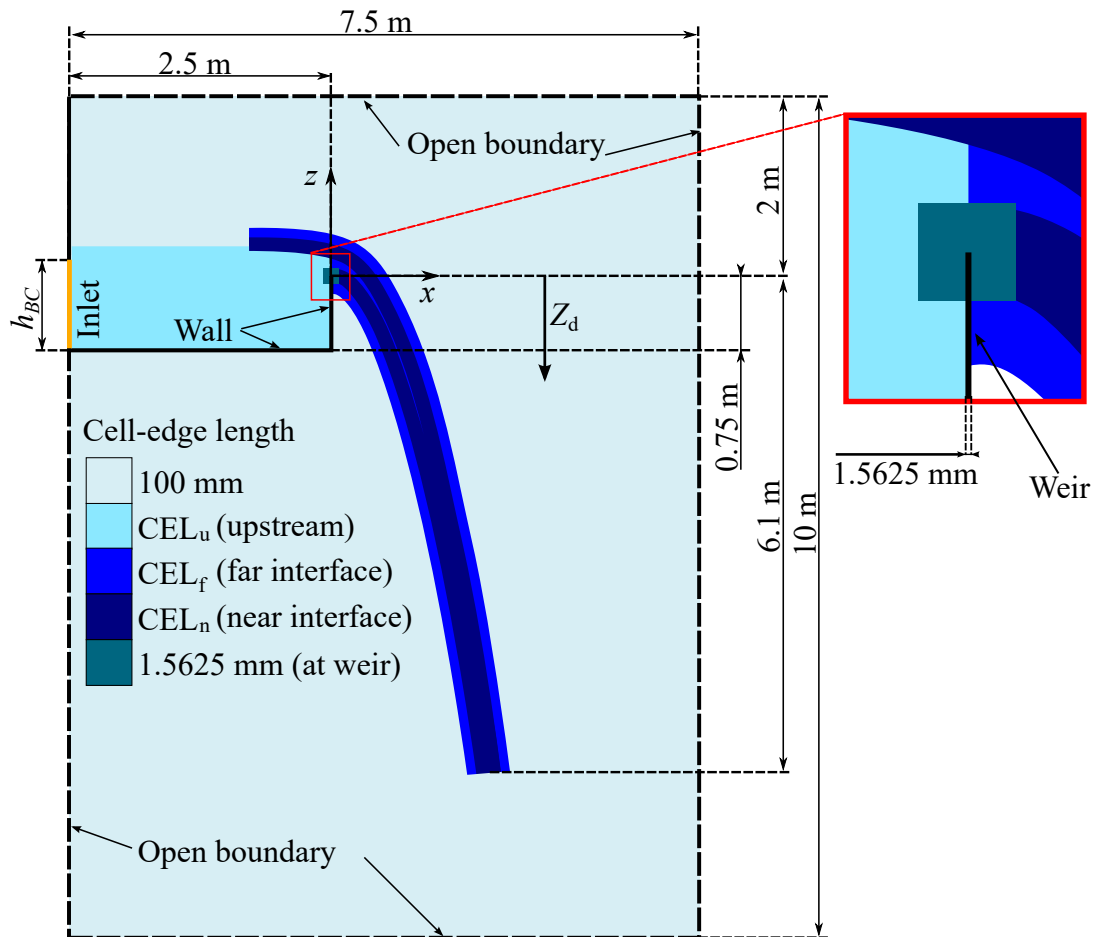 7.5 m
2.5 m
Open boundary
z
2 m
x
h_BC
Inlet
Wall
Z_d
0.75 m
6.1 m
10 m
1.5625 mm
Weir
Cell-edge length
100 mm
CEL_u (upstream)
CEL_f (far interface)
CEL_n (near interface)
1.5625 mm (at weir)
Open boundary